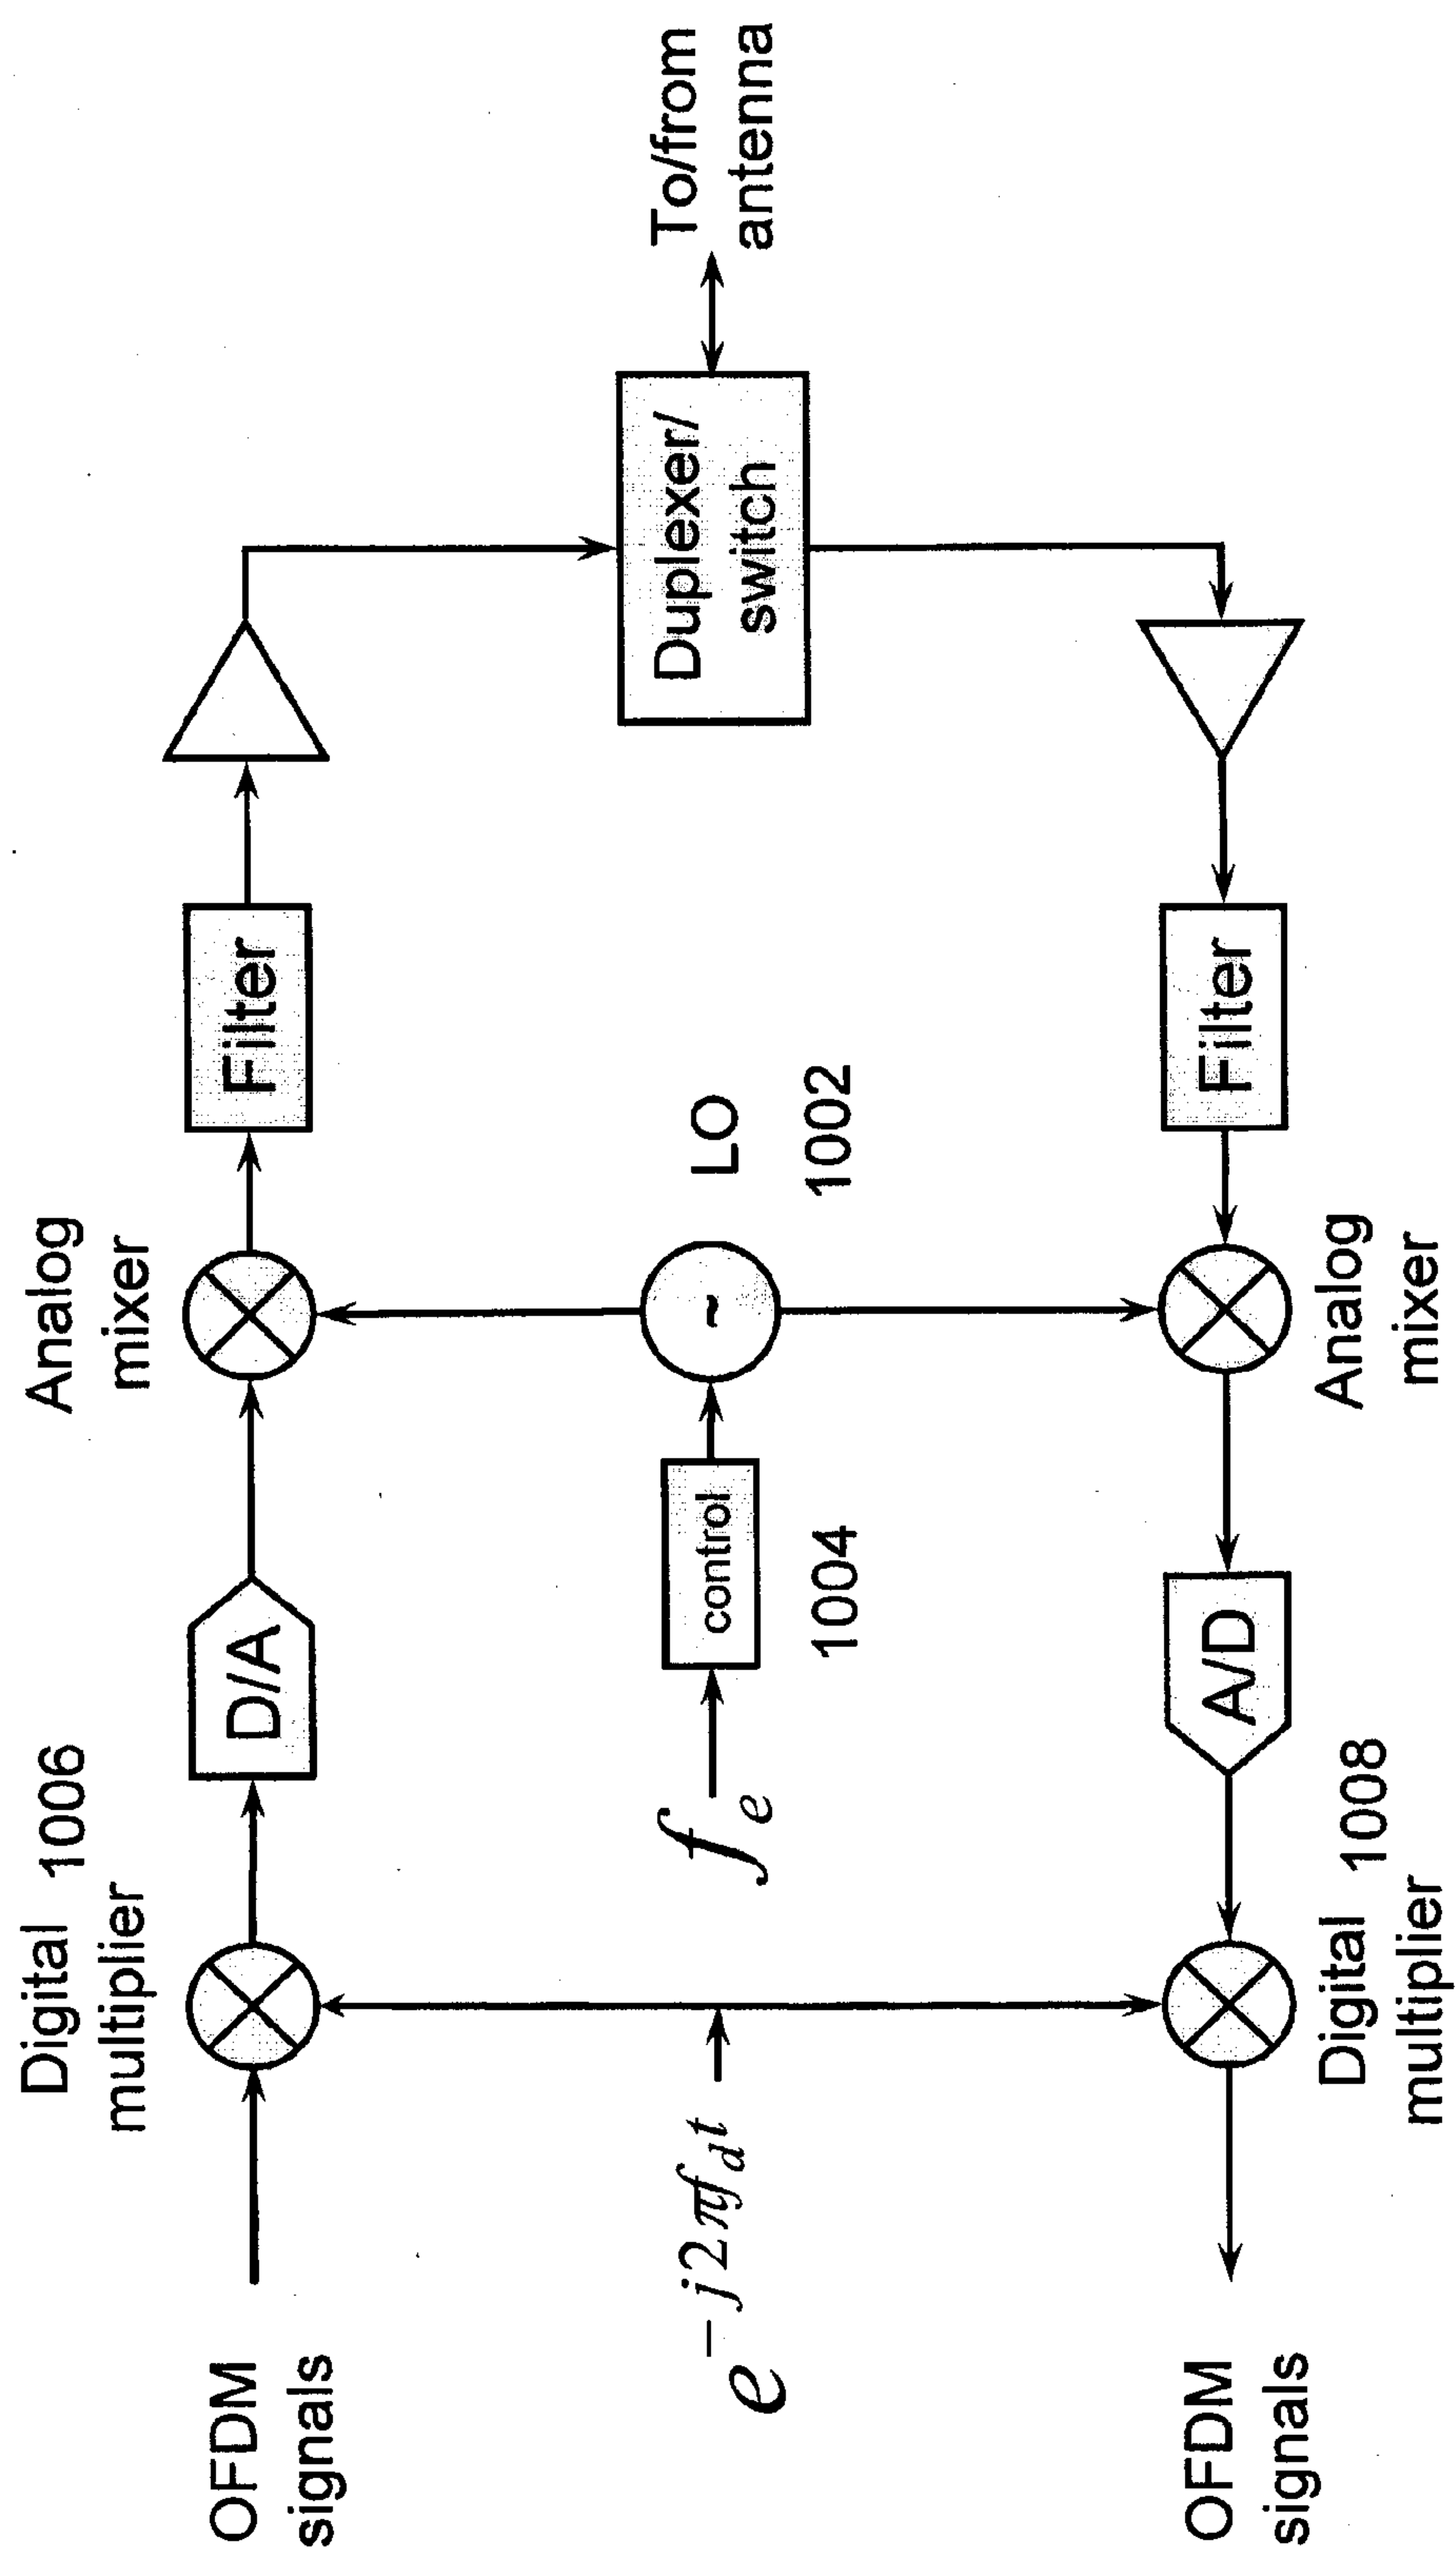 Digital 1006
multiplier
Analog
mixer
OFDM
signals
D/A
Filter
To/from
antenna
e^{-j2πf_d t}
f_e
control
1004
LO
1002
Duplexer/
switch
OFDM
signals
A/D
Filter
Digital 1008
multiplier
Analog
mixer